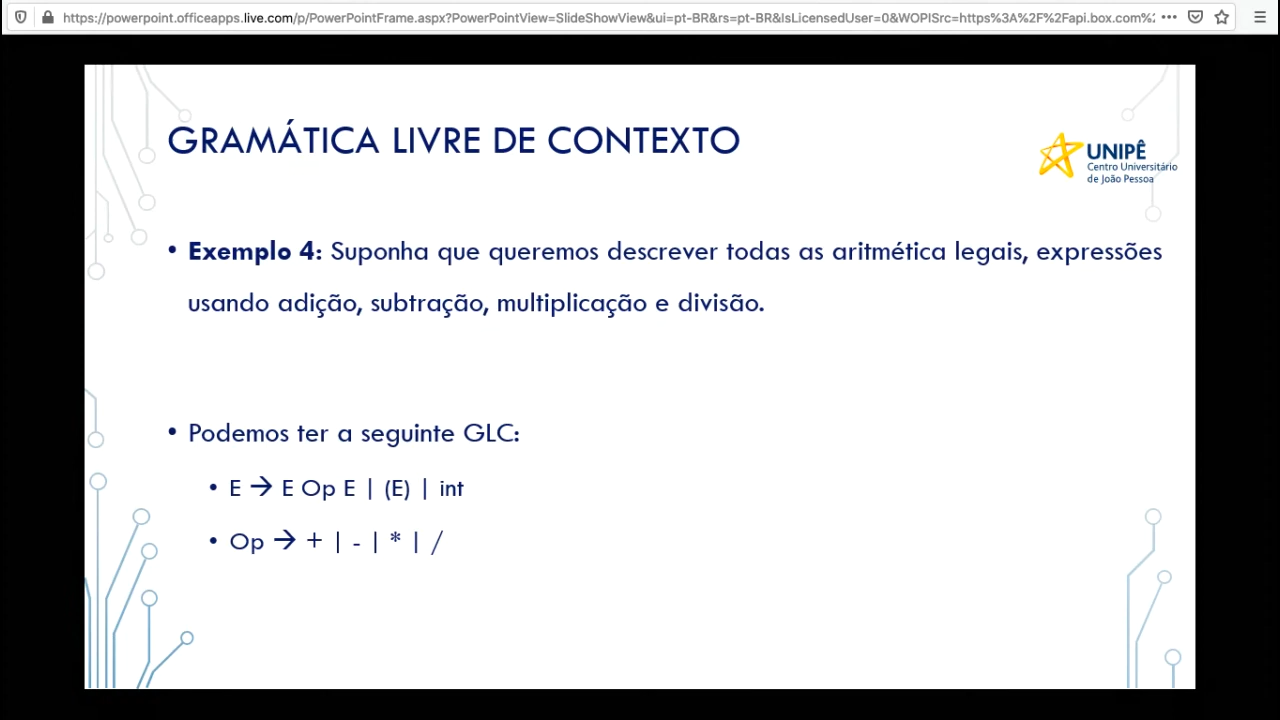 https://powerpoint.officeapps.live.com/p/PowerPointFrame.aspx?PowerPointView=SlideShowView&ui=pt-BR&rs=pt-BR&IsLicensedUser=0&WOPISrc=https%3A%2F%2Fapi.box.com%2
GRAMÁTICA LIVRE DE CONTEXTO
UNIPÊ
Centro Universitário
de João Pessoa
• Exemplo 4: Suponha que queremos descrever todas as aritmética legais, expressões
usando adição, subtração, multiplicação e divisão.
• Podemos ter a seguinte GLC:
• E → E Op E | (E) | int
• Op → + | - | * | /